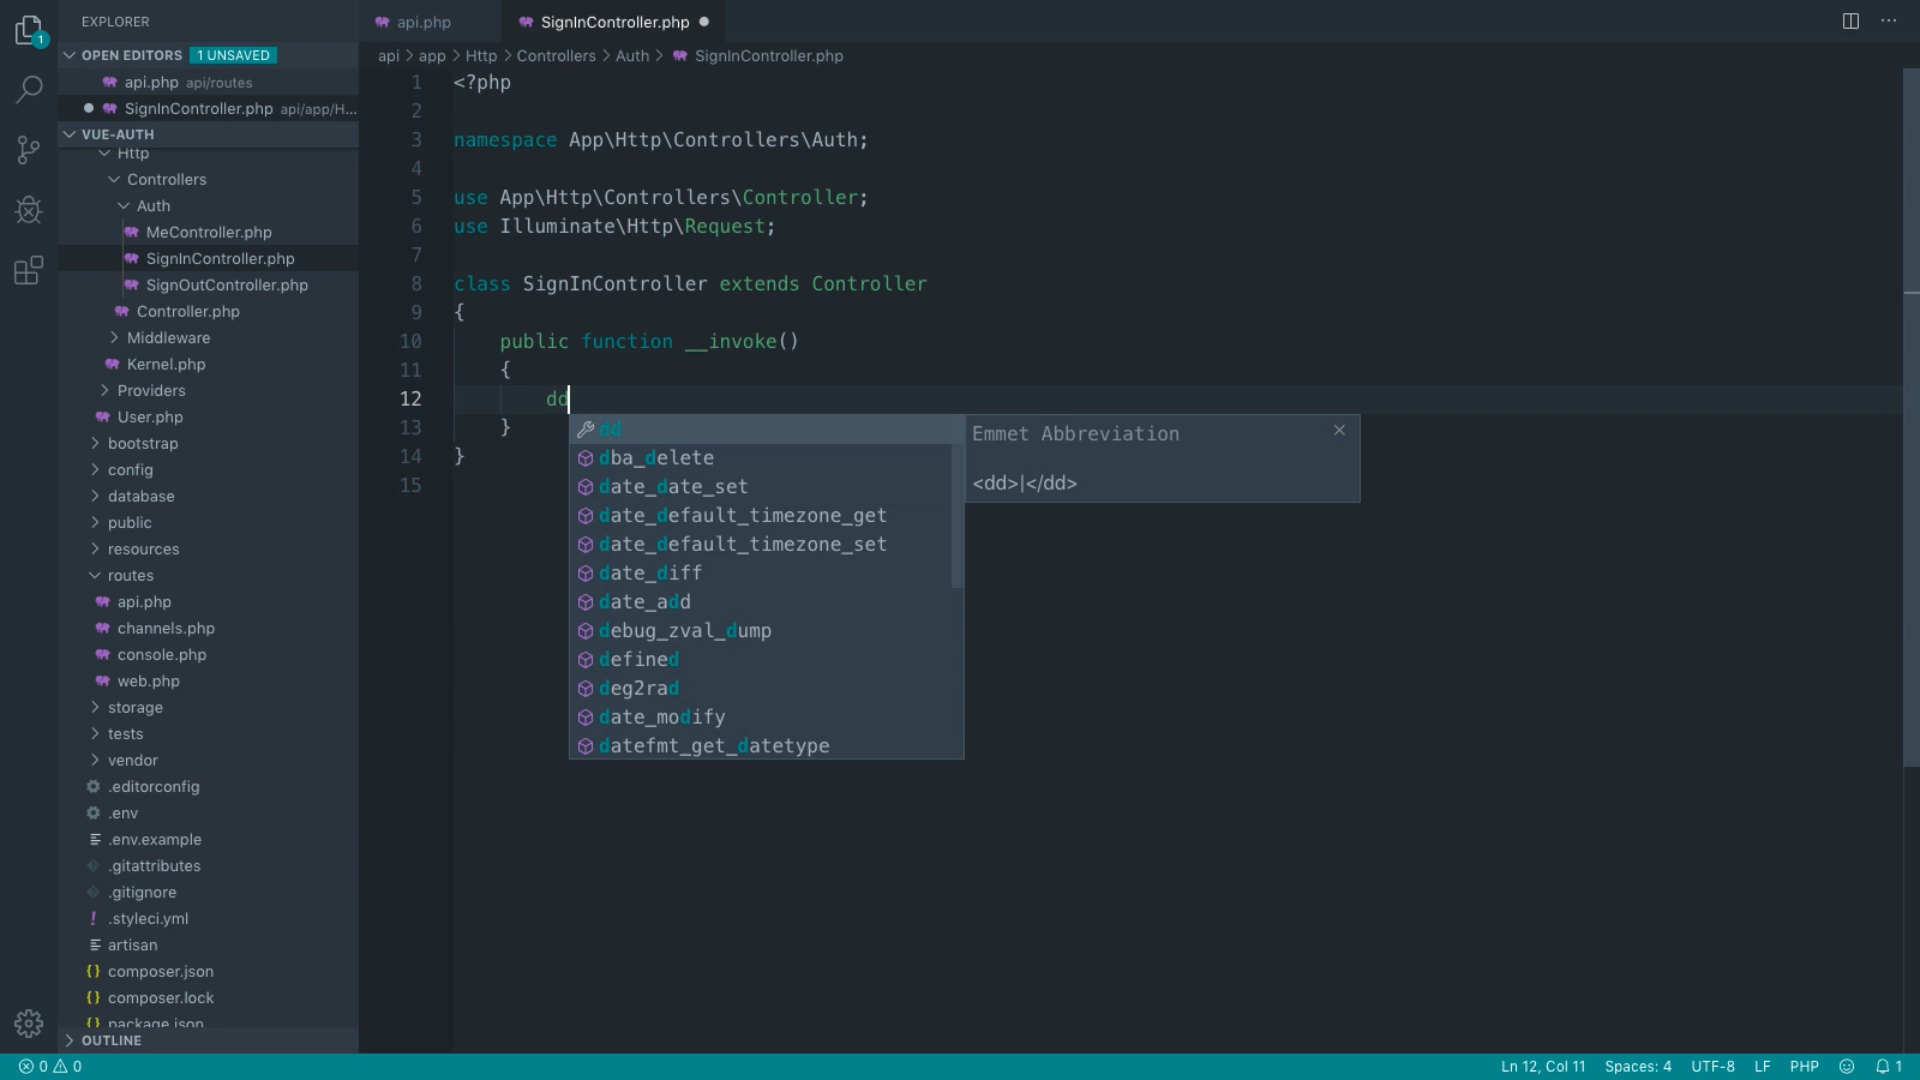 EXPLORER
OPEN EDITORS 1 UNSAVED
api.php api/routes
SignInController.php api/app/H...
VUE-AUTH
Http
Controllers
Auth
MeController.php
SignInController.php
SignOutController.php
Controller.php
Middleware
Kernel.php
Providers
User.php
bootstrap
config
database
public
resources
routes
api.php
channels.php
console.php
web.php
storage
tests
vendor
.editorconfig
.env
.env.example
.gitattributes
.gitignore
.styleci.yml
artisan
composer.json
composer.lock
package.json
OUTLINE
1
api.php SignInController.php
api > app > Http > Controllers > Auth > SignInController.php
1 <?php
2
3 namespace App\Http\Controllers\Auth;
4
5 use App\Http\Controllers\Controller;
6 use Illuminate\Http\Request;
7
8 class SignInController extends Controller
9 {
10 public function __invoke()
11 {
12 dd
13 }
14 }
15
dd
dba_delete
date_date_set
date_default_timezone_get
date_default_timezone_set
date_diff
date_add
debug_zval_dump
defined
deg2rad
date_modify
datefmt_get_datetype
Emmet Abbreviation
<dd>|</dd>
0 0 Ln 12, Col 11 Spaces: 4 UTF-8 LF PHP 1